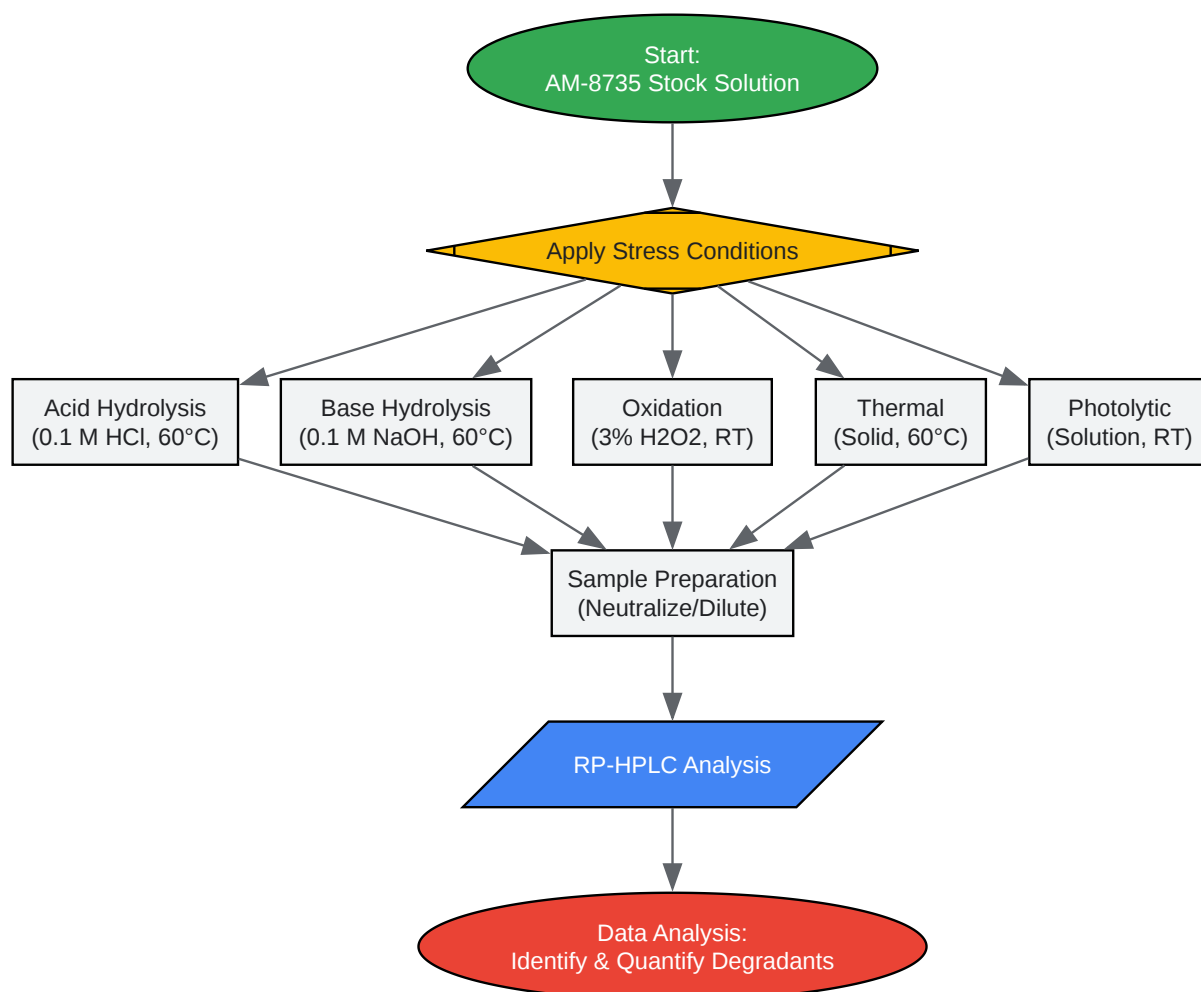 Start:
AM-8735 Stock Solution
Apply Stress Conditions
Acid Hydrolysis
(0.1 M HCl, 60°C)
Base Hydrolysis
(0.1 M NaOH, 60°C)
Oxidation
(3% H2O2, RT)
Thermal
(Solid, 60°C)
Photolytic
(Solution, RT)
Sample Preparation
(Neutralize/Dilute)
RP-HPLC Analysis
Data Analysis:
Identify & Quantify Degradants